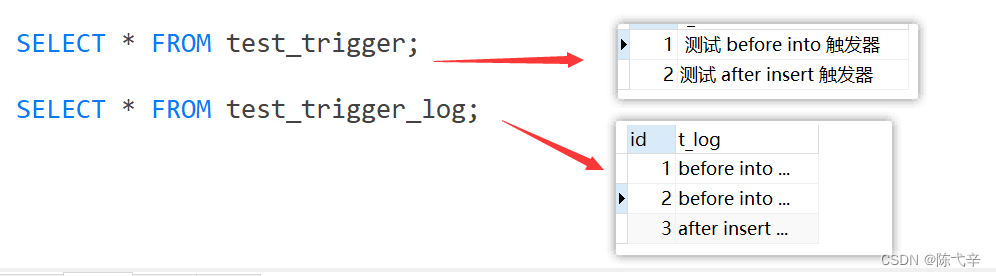 SELECT * FROM test_trigger;
1 测试 before into 触发器
2 测试 after insert 触发器
SELECT * FROM test_trigger_log;
id t_log
1 before into ...
2 before into ...
3 after insert ...
CSDN @陈弋辛